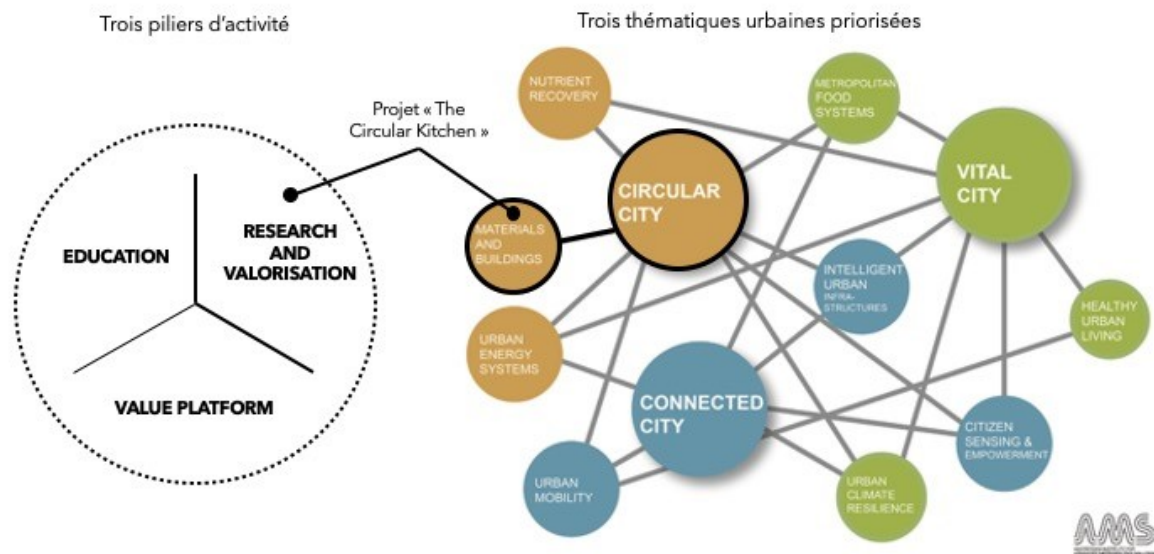 Trois piliers d'activité
Trois thématiques urbaines priorisées
Projet « The
Circular Kitchen »
EDUCATION
RESEARCH
AND
VALORISATION
VALUE PLATFORM
NUTRIENT
RECOVERY
METROPOLITAN
FOOD
SYSTEMS
CIRCULAR
CITY
VITAL
CITY
MATERIALS
AND
BUILDINGS
INTELLIGENT
URBAN
INFRA-
STRUCTURES
URBAN
ENERGY
SYSTEMS
HEALTHY
URBAN
LIVING
CONNECTED
CITY
CITIZEN
SENSING &
EMPOWERMENT
URBAN
MOBILITY
URBAN
CLIMATE
RESILIENCE
AMS